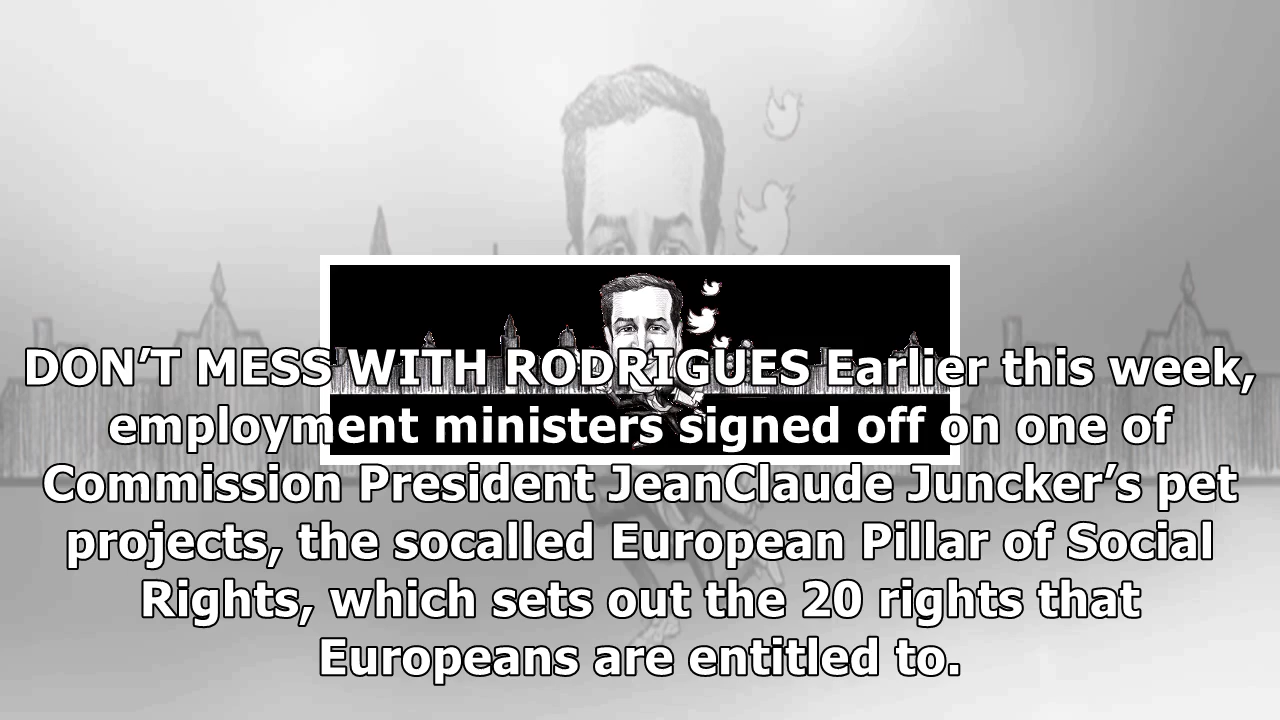 DON’T MESS WITH RODRIGUES Earlier this week,
employment ministers signed off on one of
Commission President JeanClaude Juncker’s pet
projects, the socalled European Pillar of Social
Rights, which sets out the 20 rights that
Europeans are entitled to.